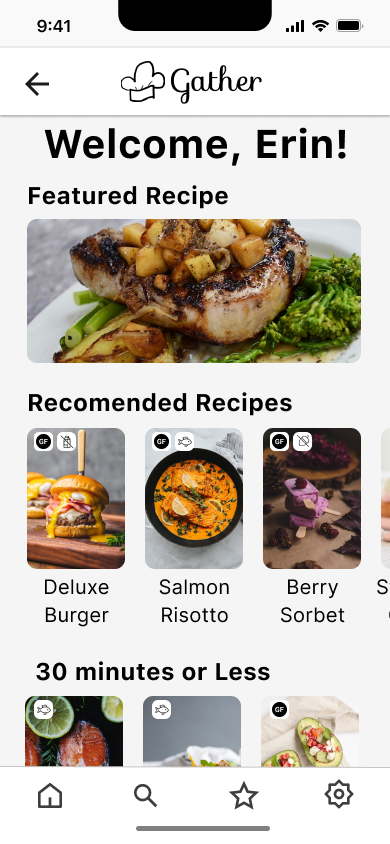 9:41
Gather
Welcome, Erin!
Featured Recipe
Recomended Recipes
GF
GF
GF
Deluxe
Burger
Salmon
Risotto
Berry
Sorbet
30 minutes or Less
GF